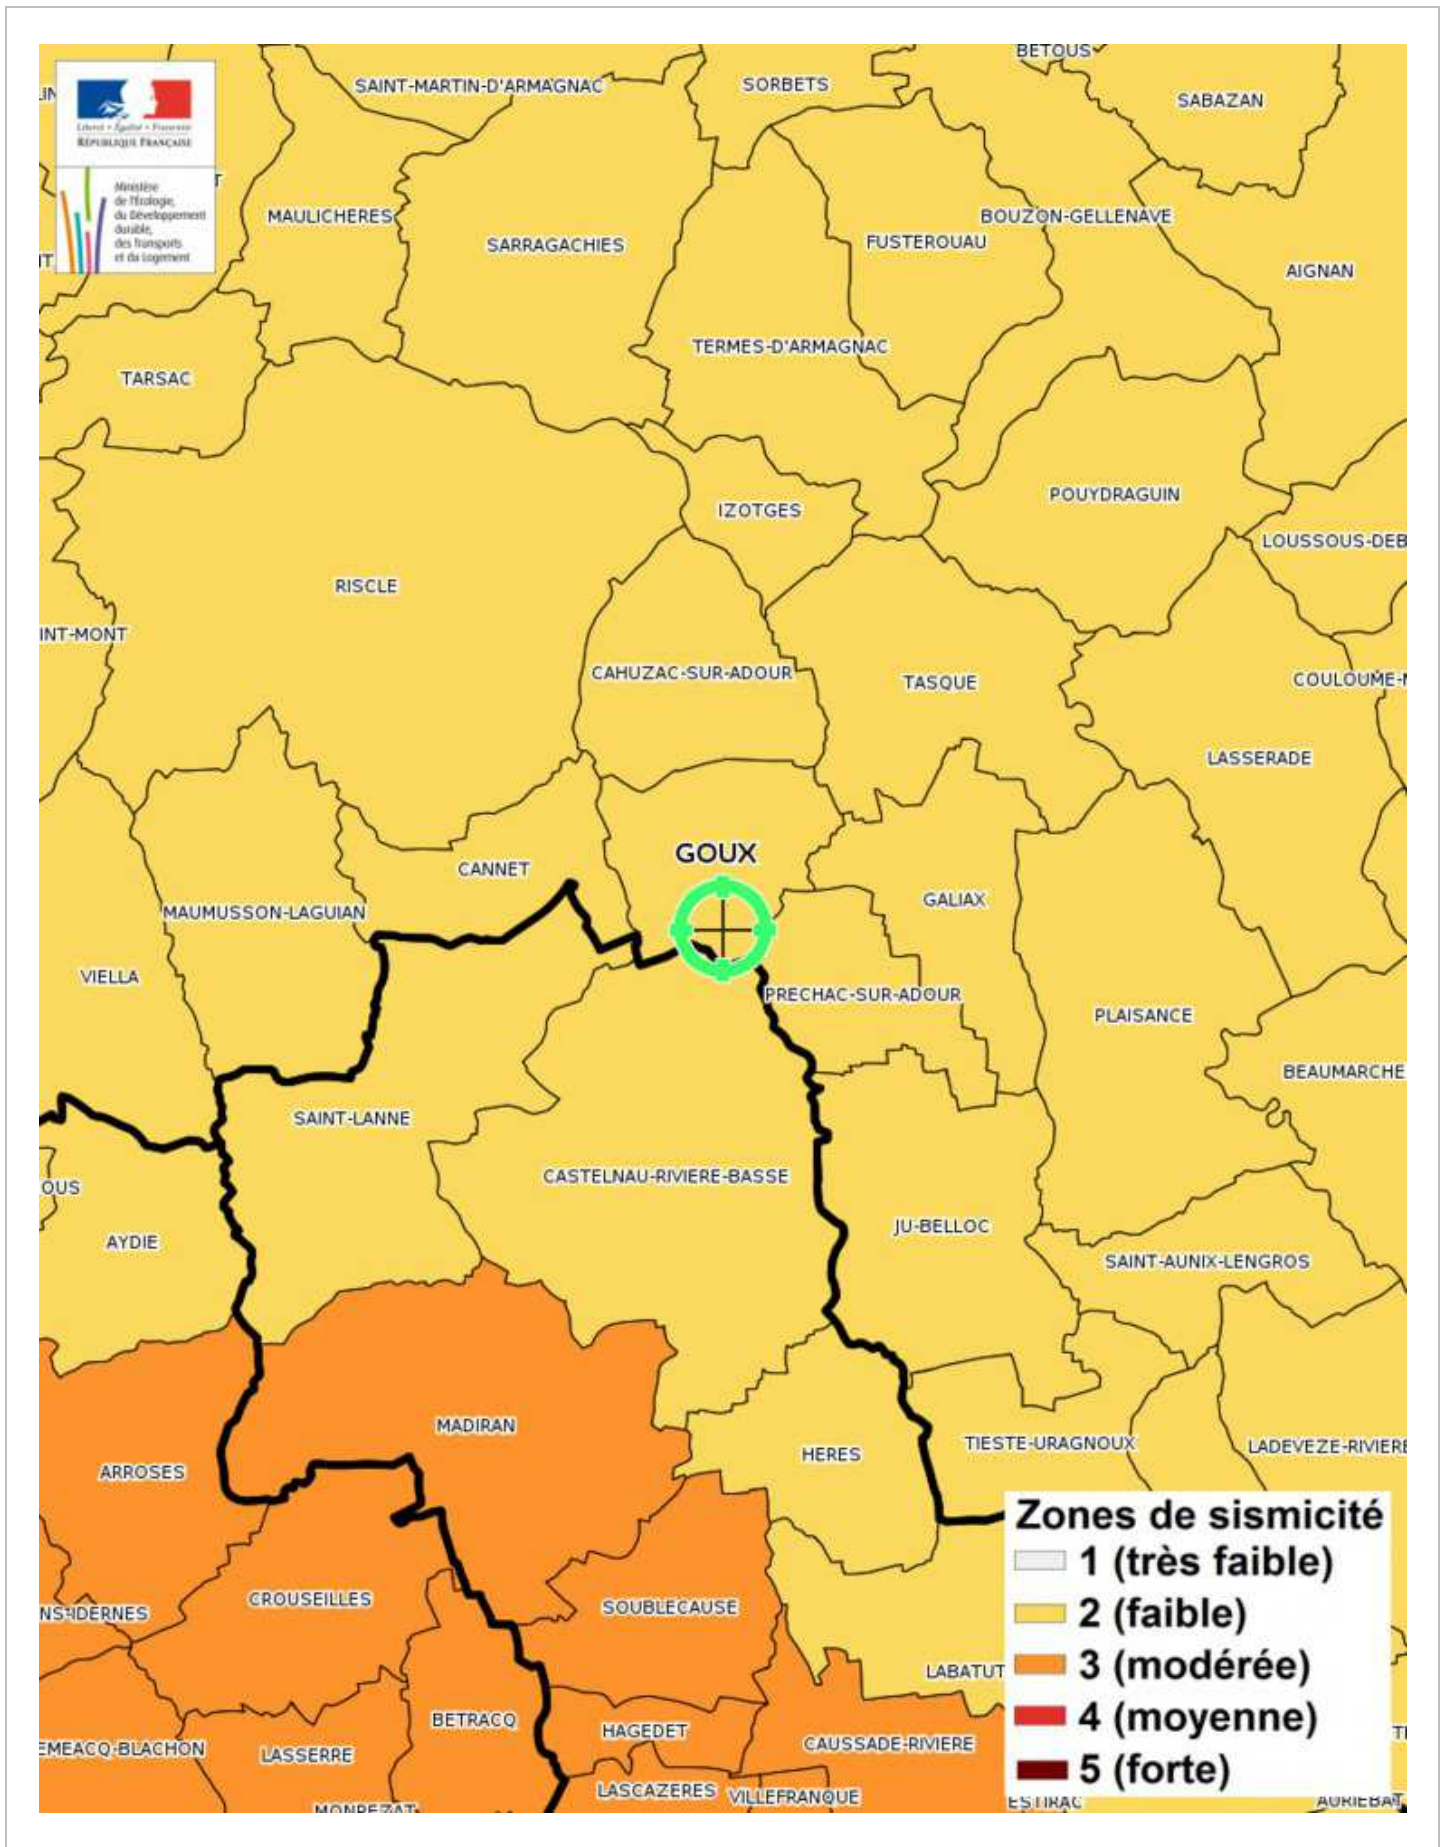 BETOUS
SAINT-MARTIN-D'ARMAGNAC
SORBETS
SABAZAN
Liberté • Égalité • Fraternité
RÉPUBLIQUE FRANÇAISE
Ministère
de l'Écologie,
du Développement
durable,
des Transports
et du Logement
MAULICHERES
SARRAGACHIES
FUSTEROUAU
BOUZON-GELLENAVE
AIGNAN
TERMES-D'ARMAGNAC
TARSAC
POUYDRAGUIN
IZOTGES
LOUSSOUS-DEB
RISCLE
INT-MONT
CAHUZAC-SUR-ADOUR
TASQUE
COULOUME-
LASSERADE
GOUX
CANNET
GALIAX
MAUMUSSON-LAGUIAN
VIELLA
PRECHAC-SUR-ADOUR
PLAISANCE
BEAUMARCHE
SAINT-LANNE
CASTELNAU-RIVIERE-BASSE
OUS
AYDIE
JU-BELLOC
SAINT-AUNIX-LENGROS
MADIRAN
TIESTE-URAGNOUX
LADEVEZE-RIVIERE
HERES
ARROSES
Zones de sismicité
1 (très faible)
2 (faible)
3 (modérée)
4 (moyenne)
5 (forte)
CROUSEILLES
SOUBLECAUSE
IDERNES
LABATUT
BETRACQ
HAGEDET
CAUSSADE-RIVIERE
EMEACQ-BLACHON
LASSERRE
LASCAZERES
VILLEFRANQUE
ESTIRAC
AURIEBAT
MONPEZAT